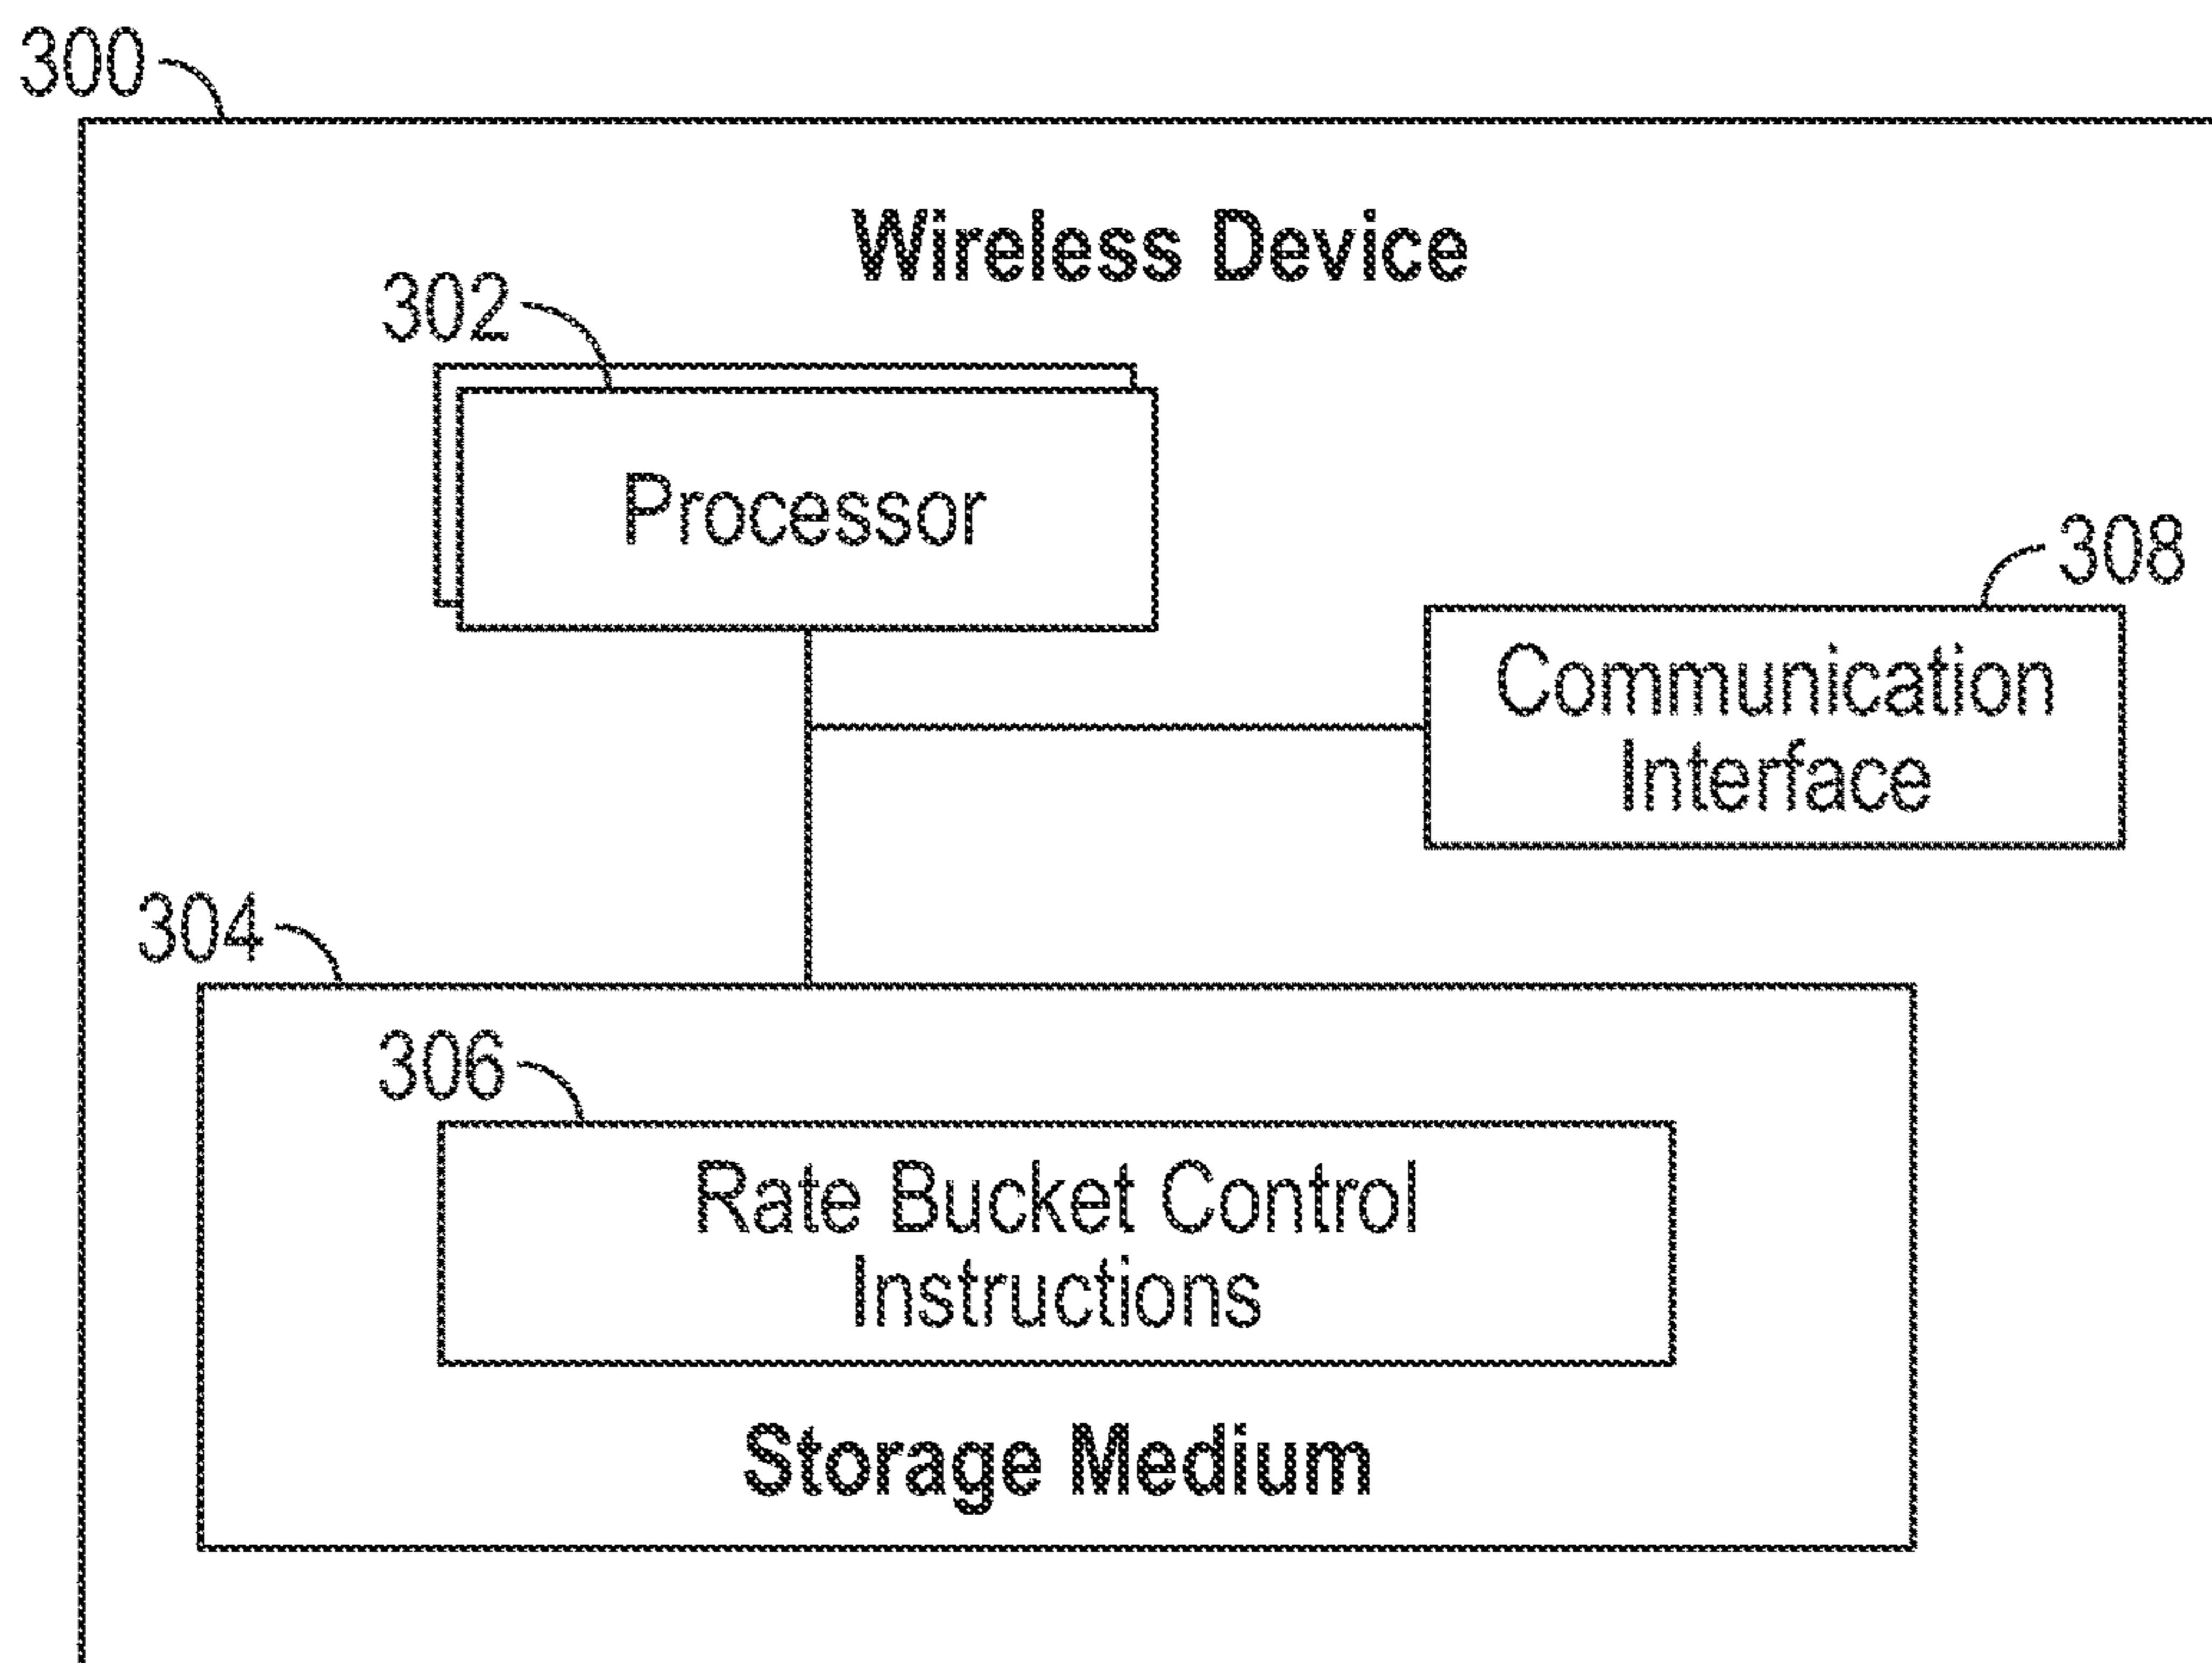 300
Wireless Device
302
Processor
308
Communication
Interface
304
306
Rate Bucket Control
Instructions
Storage Medium